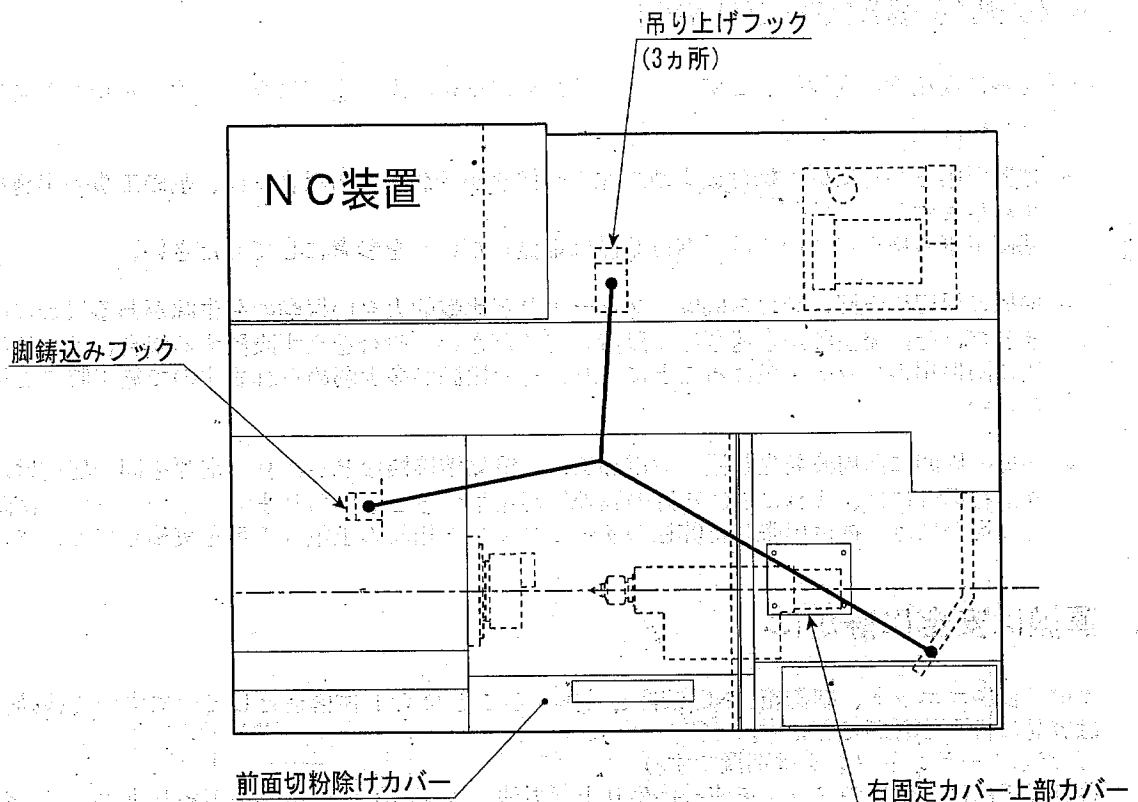 吊り上げフック
(3ヵ所)
NC装置
脚鋳込みフック
前面切粉除けカバー
右固定カバー上部カバー